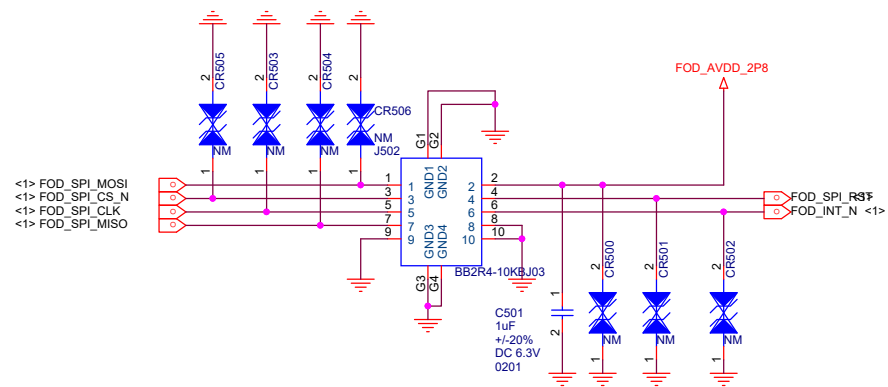 FOD_AVDD_2P8
2
CR505
NM
1
2
CR503
NM
1
2
CR504
NM
1
CR506
NM
J502
G1
G2
GND1
GND2
GND3
GND4
G3
G4
<1> FOD_SPI_MOSI
1
1
2
2
<1> FOD_SPI_CS_N
3
3
4
4
FOD_SPI_RST
<1> FOD_SPI_CLK
5
5
6
6
FOD_INT_N <1>
<1> FOD_SPI_MISO
7
7
8
8
9
9
10
10
BB2R4-10KBJ03
1
2
C501
1uF
+/-20%
DC 6.3V
0201
2
CR500
NM
1
2
CR501
NM
1
2
CR502
NM
1